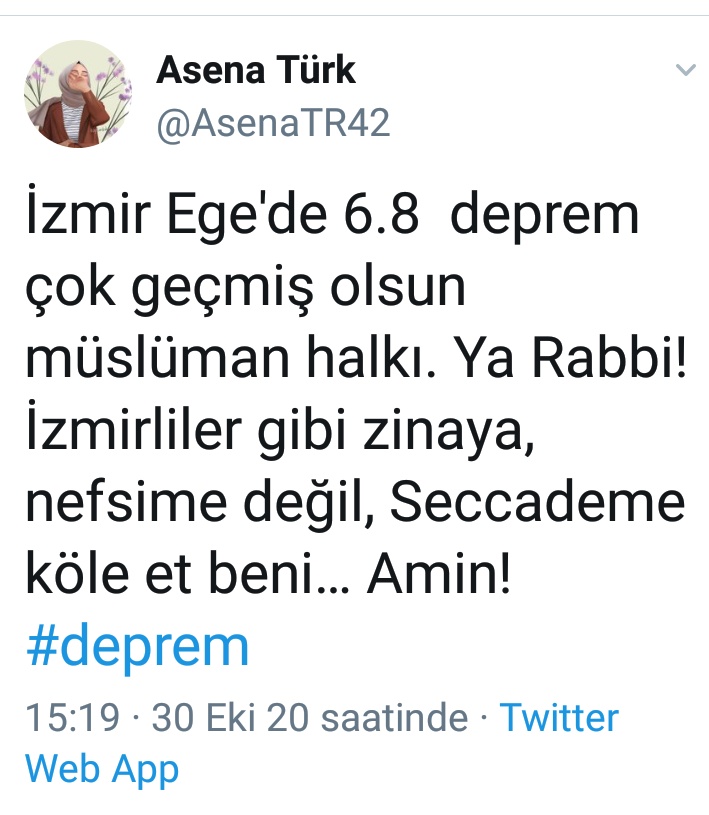 Asena Türk
@AsenaTR42
İzmir Ege'de 6.8 deprem
çok geçmiş olsun
müslüman halkı. Ya Rabbi!
İzmirliler gibi zinaya,
nefsime değil, Seccademe
köle et beni... Amin!
#deprem
15:19 · 30 Eki 20 saatinde · Twitter
Web App